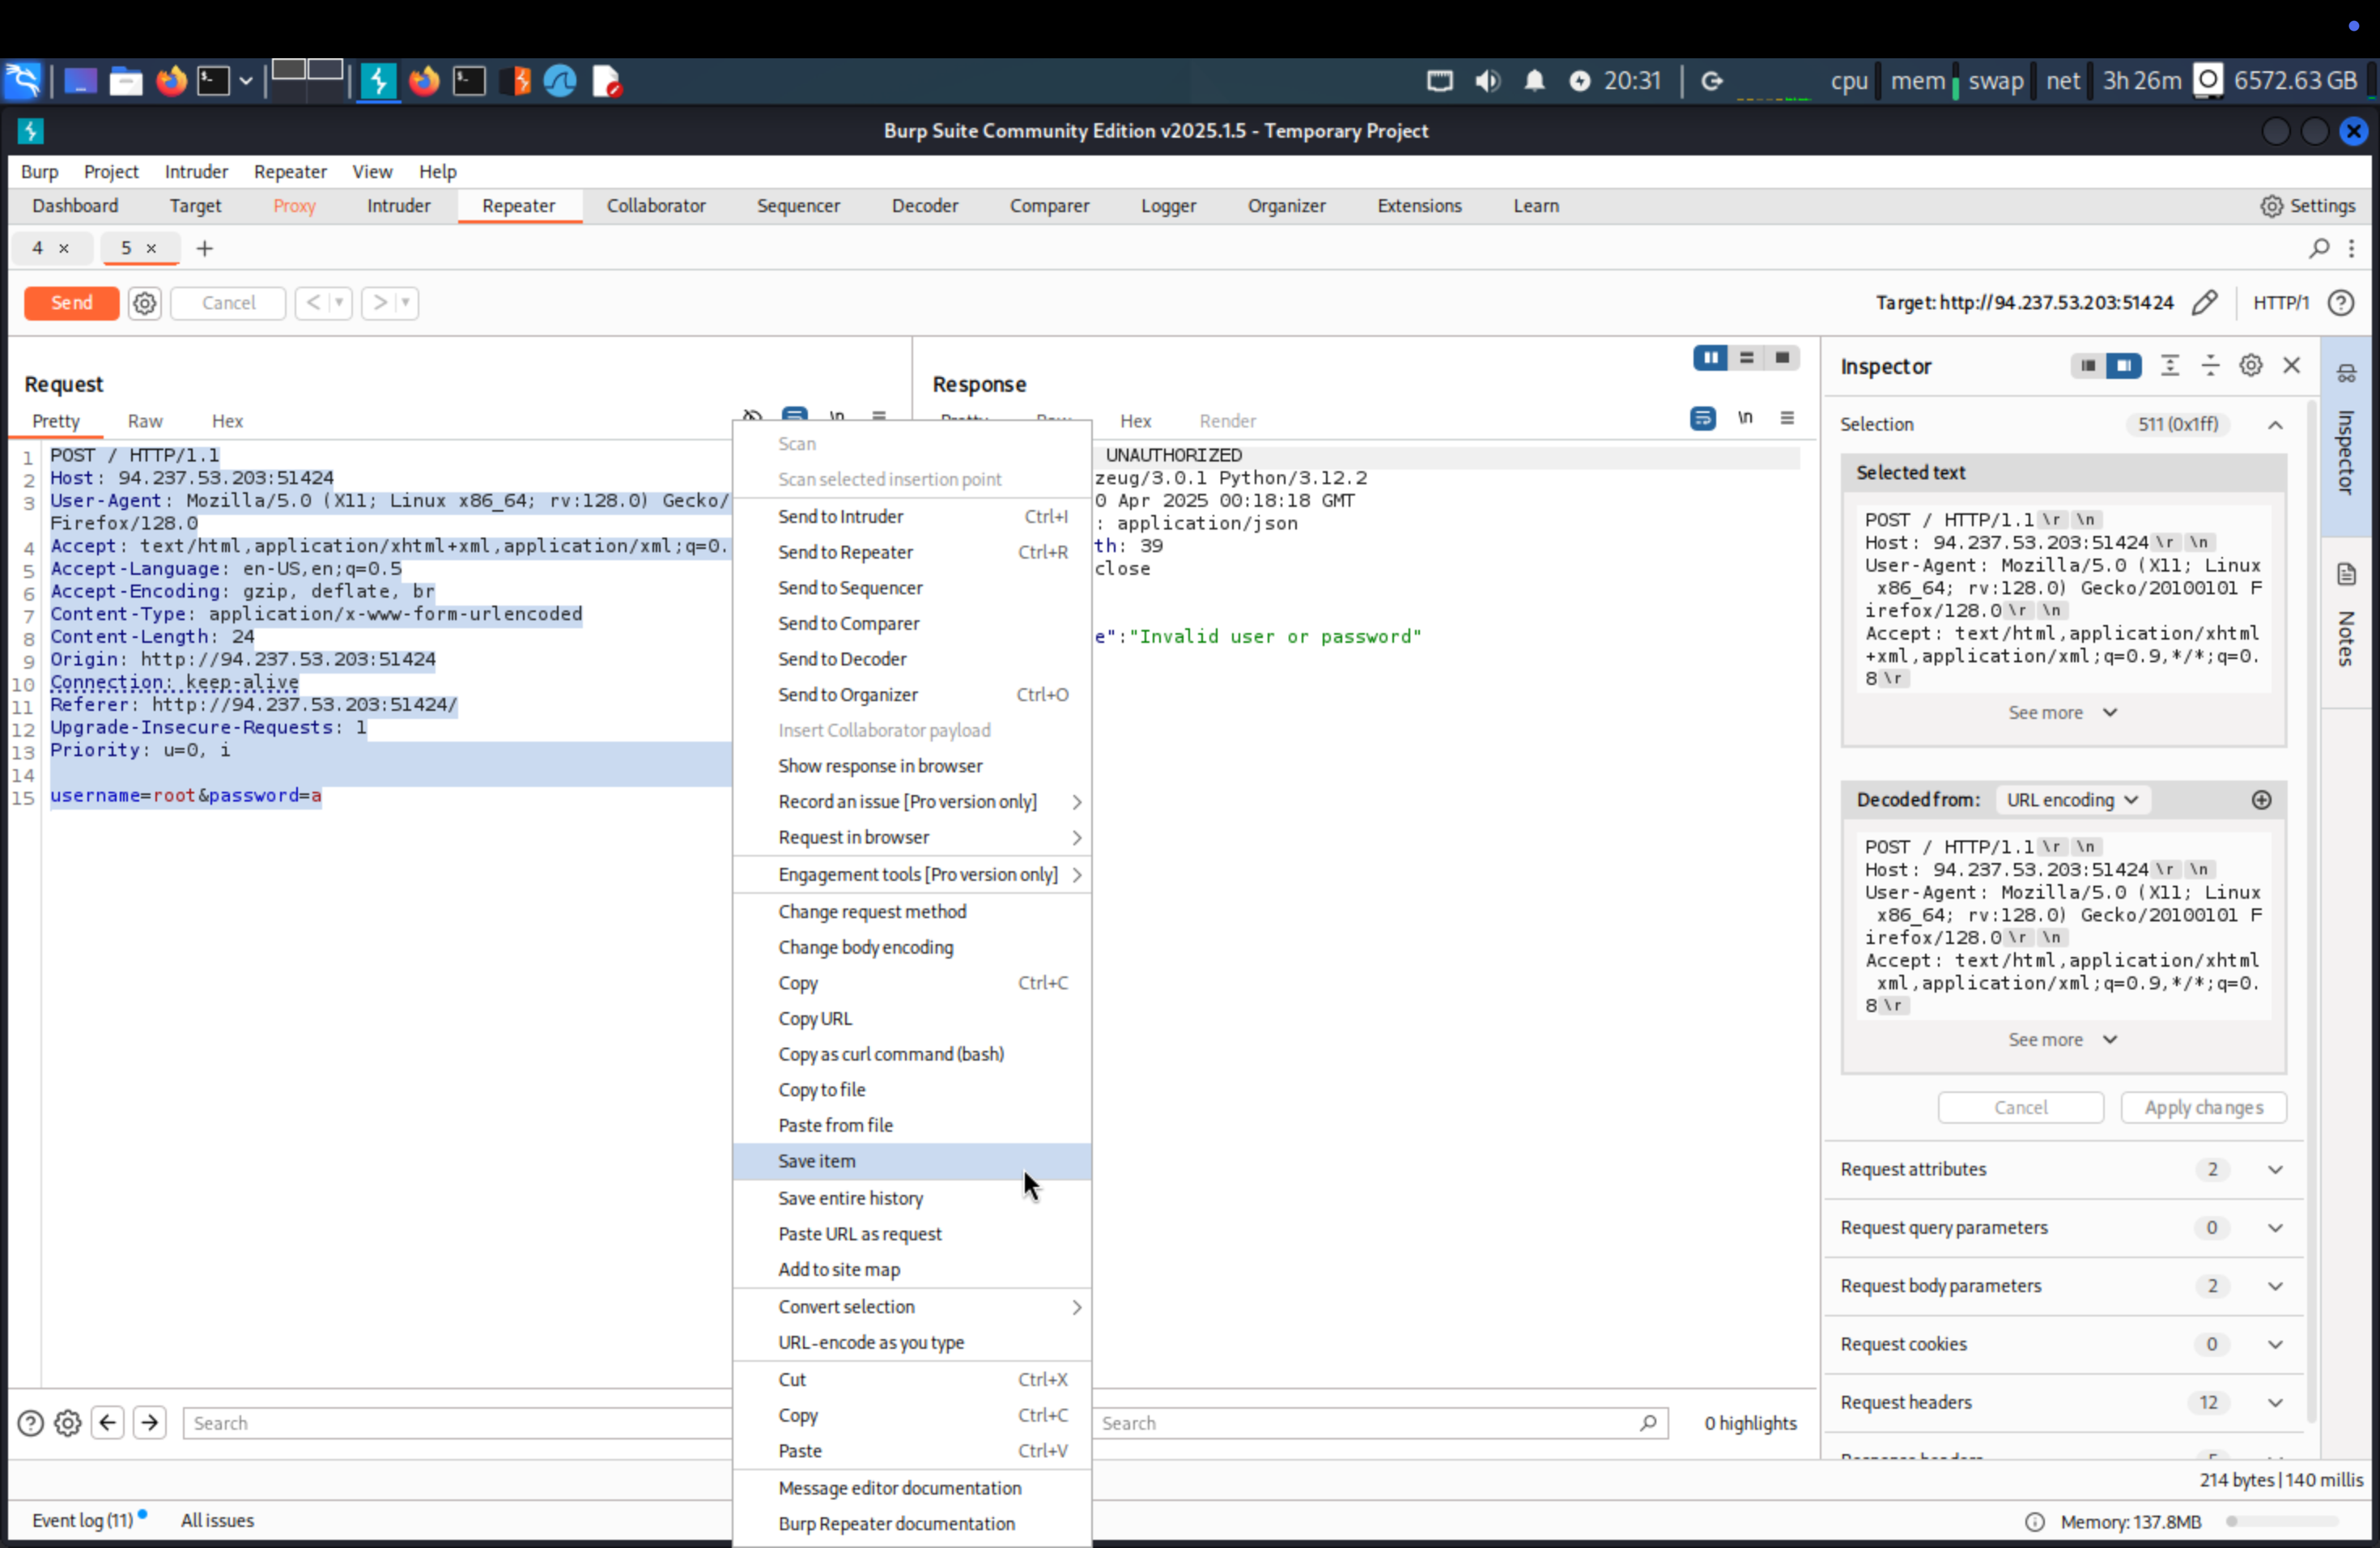 20:31 cpu mem swap net 3h 26m 6572.63 GB
Burp Suite Community Edition v2025.1.5 - Temporary Project
Burp Project Intruder Repeater View Help
Dashboard Target Proxy Intruder Repeater Collaborator Sequencer Decoder Comparer Logger Organizer Extensions Learn Settings
4 × 5 × +
Send Cancel < > Target: http://94.237.53.203:51424 HTTP/1
Request
Pretty Raw Hex \n
1 POST / HTTP/1.1
2 Host: 94.237.53.203:51424
3 User-Agent: Mozilla/5.0 (X11; Linux x86_64; rv:128.0) Gecko/
Firefox/128.0
4 Accept: text/html,application/xhtml+xml,application/xml;q=0.
5 Accept-Language: en-US,en;q=0.5
6 Accept-Encoding: gzip, deflate, br
7 Content-Type: application/x-www-form-urlencoded
8 Content-Length: 24
9 Origin: http://94.237.53.203:51424
10 Connection: keep-alive
11 Referer: http://94.237.53.203:51424/
12 Upgrade-Insecure-Requests: 1
13 Priority: u=0, i
14
15 username=root&password=a
Search
Scan
Scan selected insertion point
Send to Intruder Ctrl+I
Send to Repeater Ctrl+R
Send to Sequencer
Send to Comparer
Send to Decoder
Send to Organizer Ctrl+O
Insert Collaborator payload
Show response in browser
Record an issue [Pro version only]
Request in browser
Engagement tools [Pro version only]
Change request method
Change body encoding
Copy Ctrl+C
Copy URL
Copy as curl command (bash)
Copy to file
Paste from file
Save item
Save entire history
Paste URL as request
Add to site map
Convert selection
URL-encode as you type
Cut Ctrl+X
Copy Ctrl+C
Paste Ctrl+V
Message editor documentation
Burp Repeater documentation
Response
Pretty Raw Hex Render \n
UNAUTHORIZED
zeug/3.0.1 Python/3.12.2
0 Apr 2025 00:18:18 GMT
: application/json
th: 39
close
e":"Invalid user or password"
Search 0 highlights
Inspector
Selection 511 (0x1ff)
Selected text
POST / HTTP/1.1 \r \n
Host: 94.237.53.203:51424 \r \n
User-Agent: Mozilla/5.0 (X11; Linux
x86_64; rv:128.0) Gecko/20100101 F
irefox/128.0 \r \n
Accept: text/html,application/xhtml
+xml,application/xml;q=0.9,*/*;q=0.
8 \r
See more
Decoded from: URL encoding
POST / HTTP/1.1 \r \n
Host: 94.237.53.203:51424 \r \n
User-Agent: Mozilla/5.0 (X11; Linux
x86_64; rv:128.0) Gecko/20100101 F
irefox/128.0 \r \n
Accept: text/html,application/xhtml
xml,application/xml;q=0.9,*/*;q=0.
8 \r
See more
Cancel Apply changes
Request attributes 2
Request query parameters 0
Request body parameters 2
Request cookies 0
Request headers 12
Response headers 5
Inspector
Notes
214 bytes | 140 millis
Event log (11) All issues Memory: 137.8MB